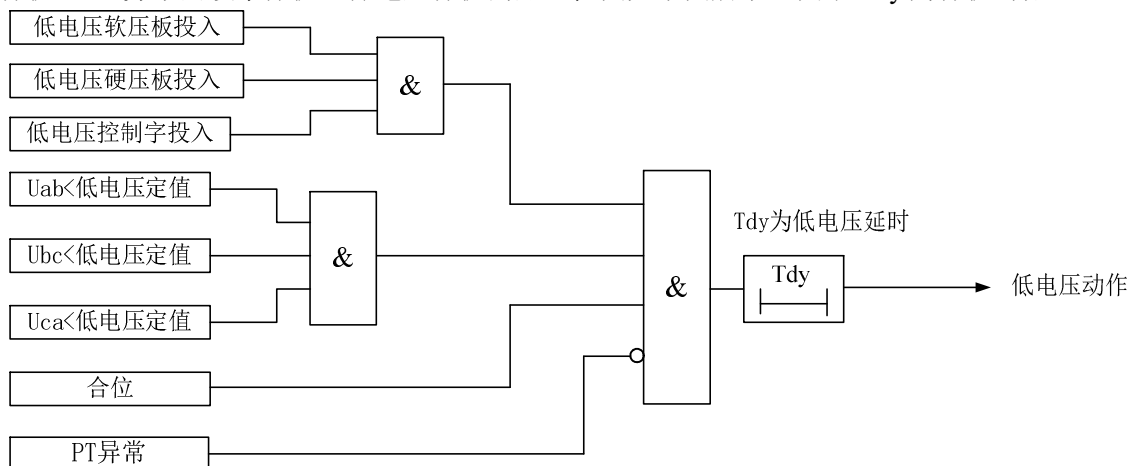 低电压软压板投入
低电压硬压板投入
低电压控制字投入
&
Uab<低电压定值
Ubc<低电压定值
Uca<低电压定值
&
合位
PT异常
&
Tdy为低电压延时
Tdy
低电压动作